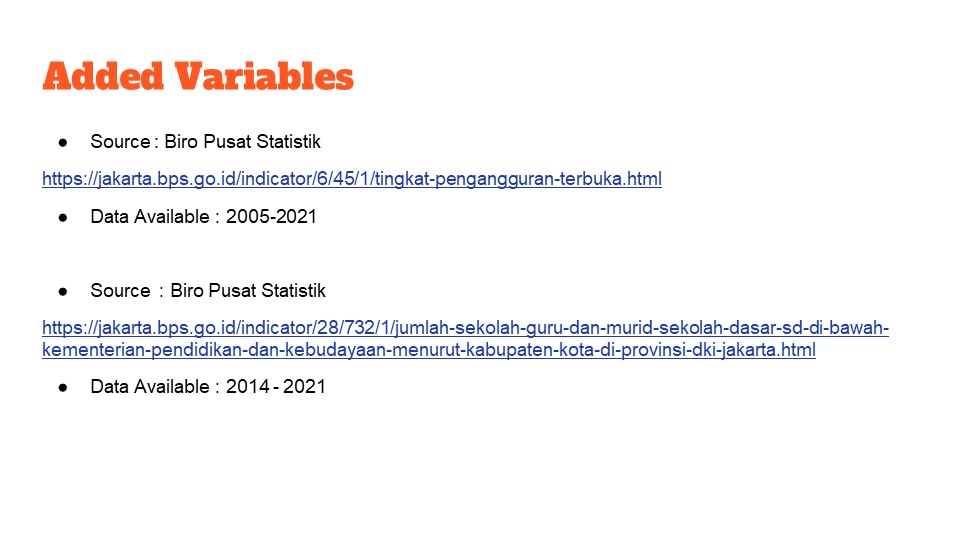 Added Variables
● Source : Biro Pusat Statistik
https://jakarta.bps.go.id/indicator/6/45/1/tingkat-pengangguran-terbuka.html
● Data Available : 2005-2021
● Source : Biro Pusat Statistik
https://jakarta.bps.go.id/indicator/28/732/1/jumlah-sekolah-guru-dan-murid-sekolah-dasar-sd-di-bawah-
kementerian-pendidikan-dan-kebudayaan-menurut-kabupaten-kota-di-provinsi-dki-jakarta.html
● Data Available : 2014 - 2021